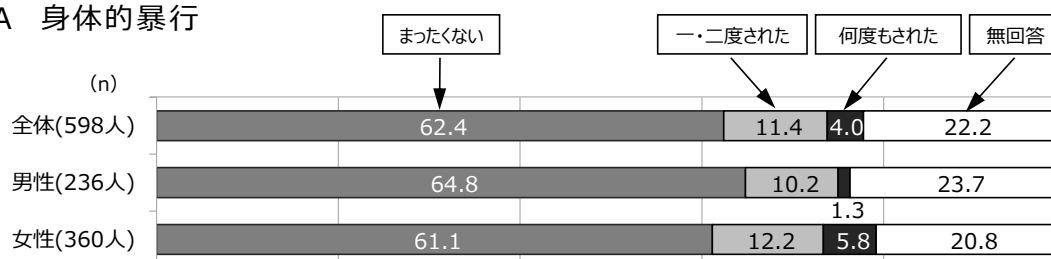 A 身体的暴行
まったくない 一・二度された 何度もされた 無回答
(n)
全体(598人) 62.4 11.4 4.0 22.2
男性(236人) 64.8 10.2 23.7
1.3
女性(360人) 61.1 12.2 5.8 20.8